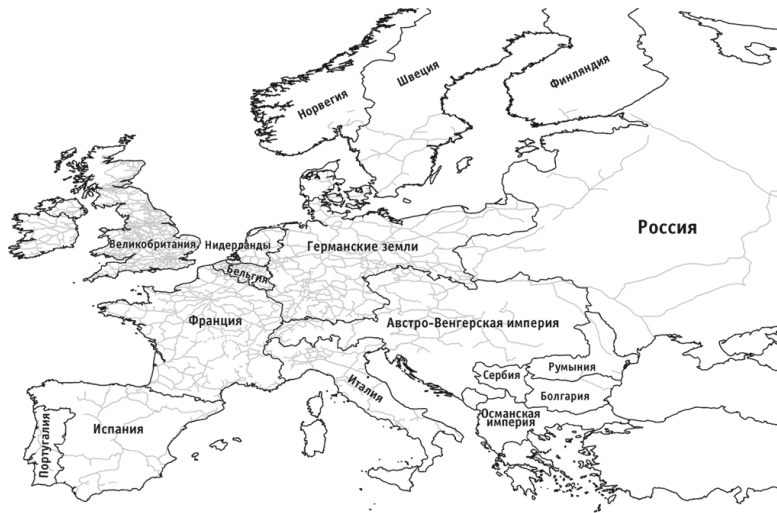 Швеция
Финляндия
Норвегия
Россия
Великобритания
Нидерланды
Германские земли
Бельгия
Франция
Австро-Венгерская империя
Румыния
Сербия
Италия
Болгария
Османская
империя
Испания
Португалия